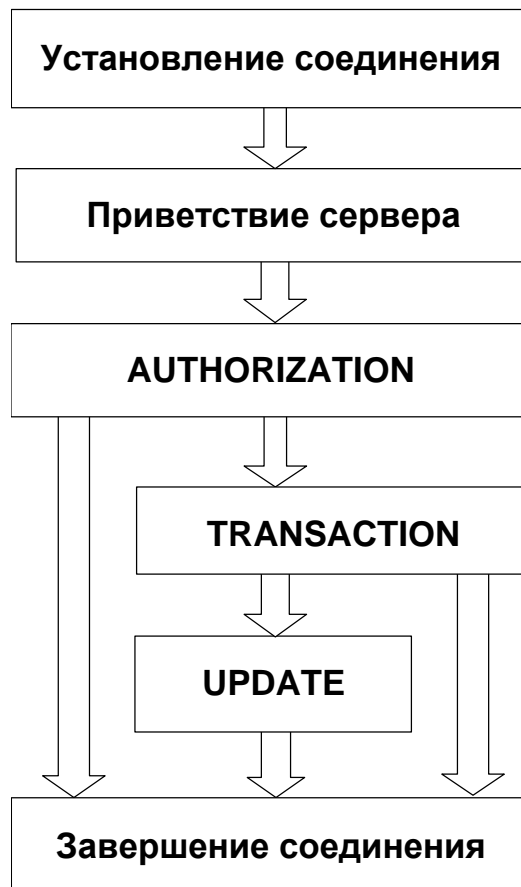 Установление соединения
Приветствие сервера
AUTHORIZATION
TRANSACTION
UPDATE
Завершение соединения